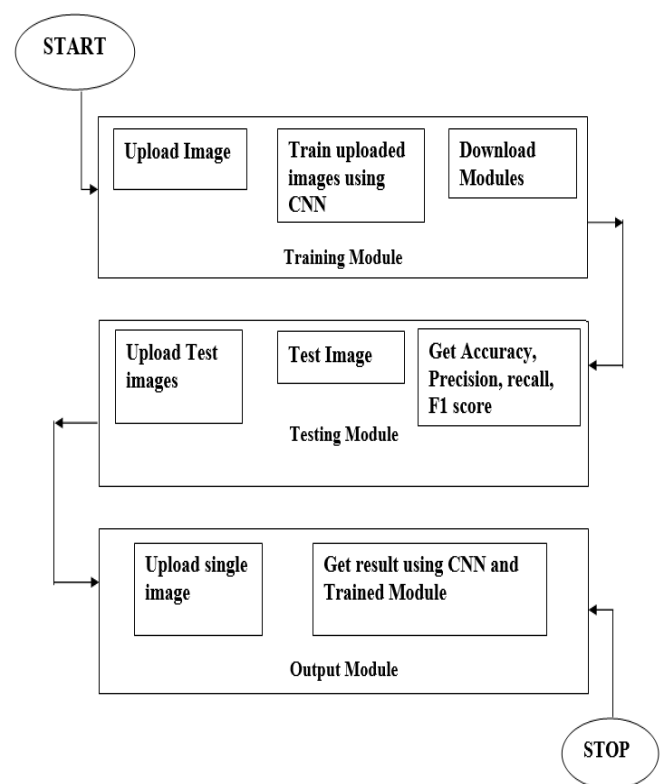 START
Upload Image
Train uploaded
images using
CNN
Download
Modules
Training Module
Upload Test
images
Test Image
Get Accuracy,
Precision, recall,
F1 score
Testing Module
Upload single
image
Get result using CNN and
Trained Module
Output Module
STOP